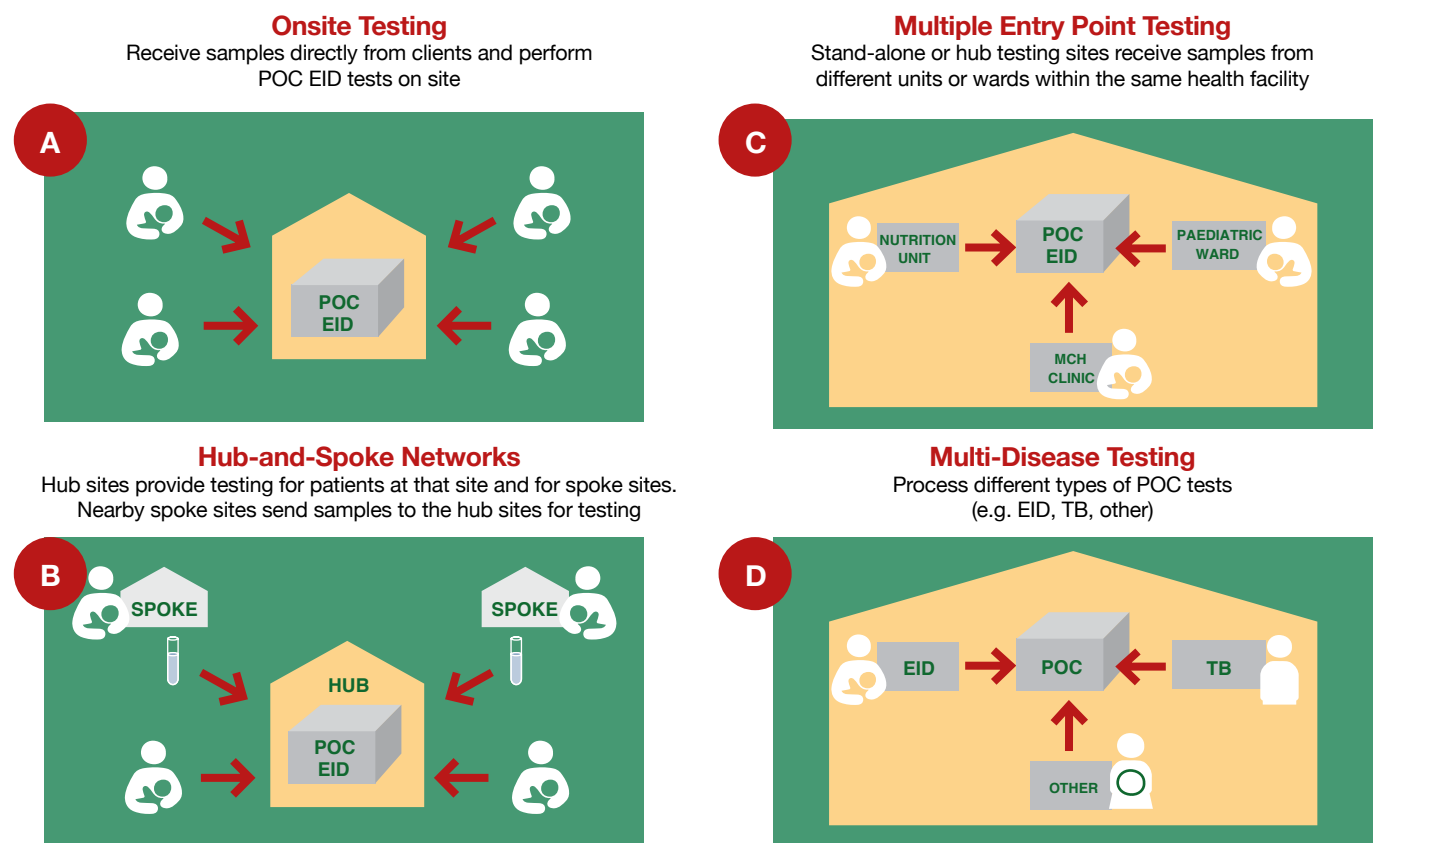 Onsite Testing
Receive samples directly from clients and perform
POC EID tests on site
A
POC
EID
Hub-and-Spoke Networks
Hub sites provide testing for patients at that site and for spoke sites.
Nearby spoke sites send samples to the hub sites for testing
B
SPOKE
SPOKE
HUB
POC
EID
Multiple Entry Point Testing
Stand-alone or hub testing sites receive samples from
different units or wards within the same health facility
C
NUTRITION
UNIT
POC
EID
PAEDIATRIC
WARD
MCH
CLINIC
Multi-Disease Testing
Process different types of POC tests
(e.g. EID, TB, other)
D
EID
POC
TB
OTHER